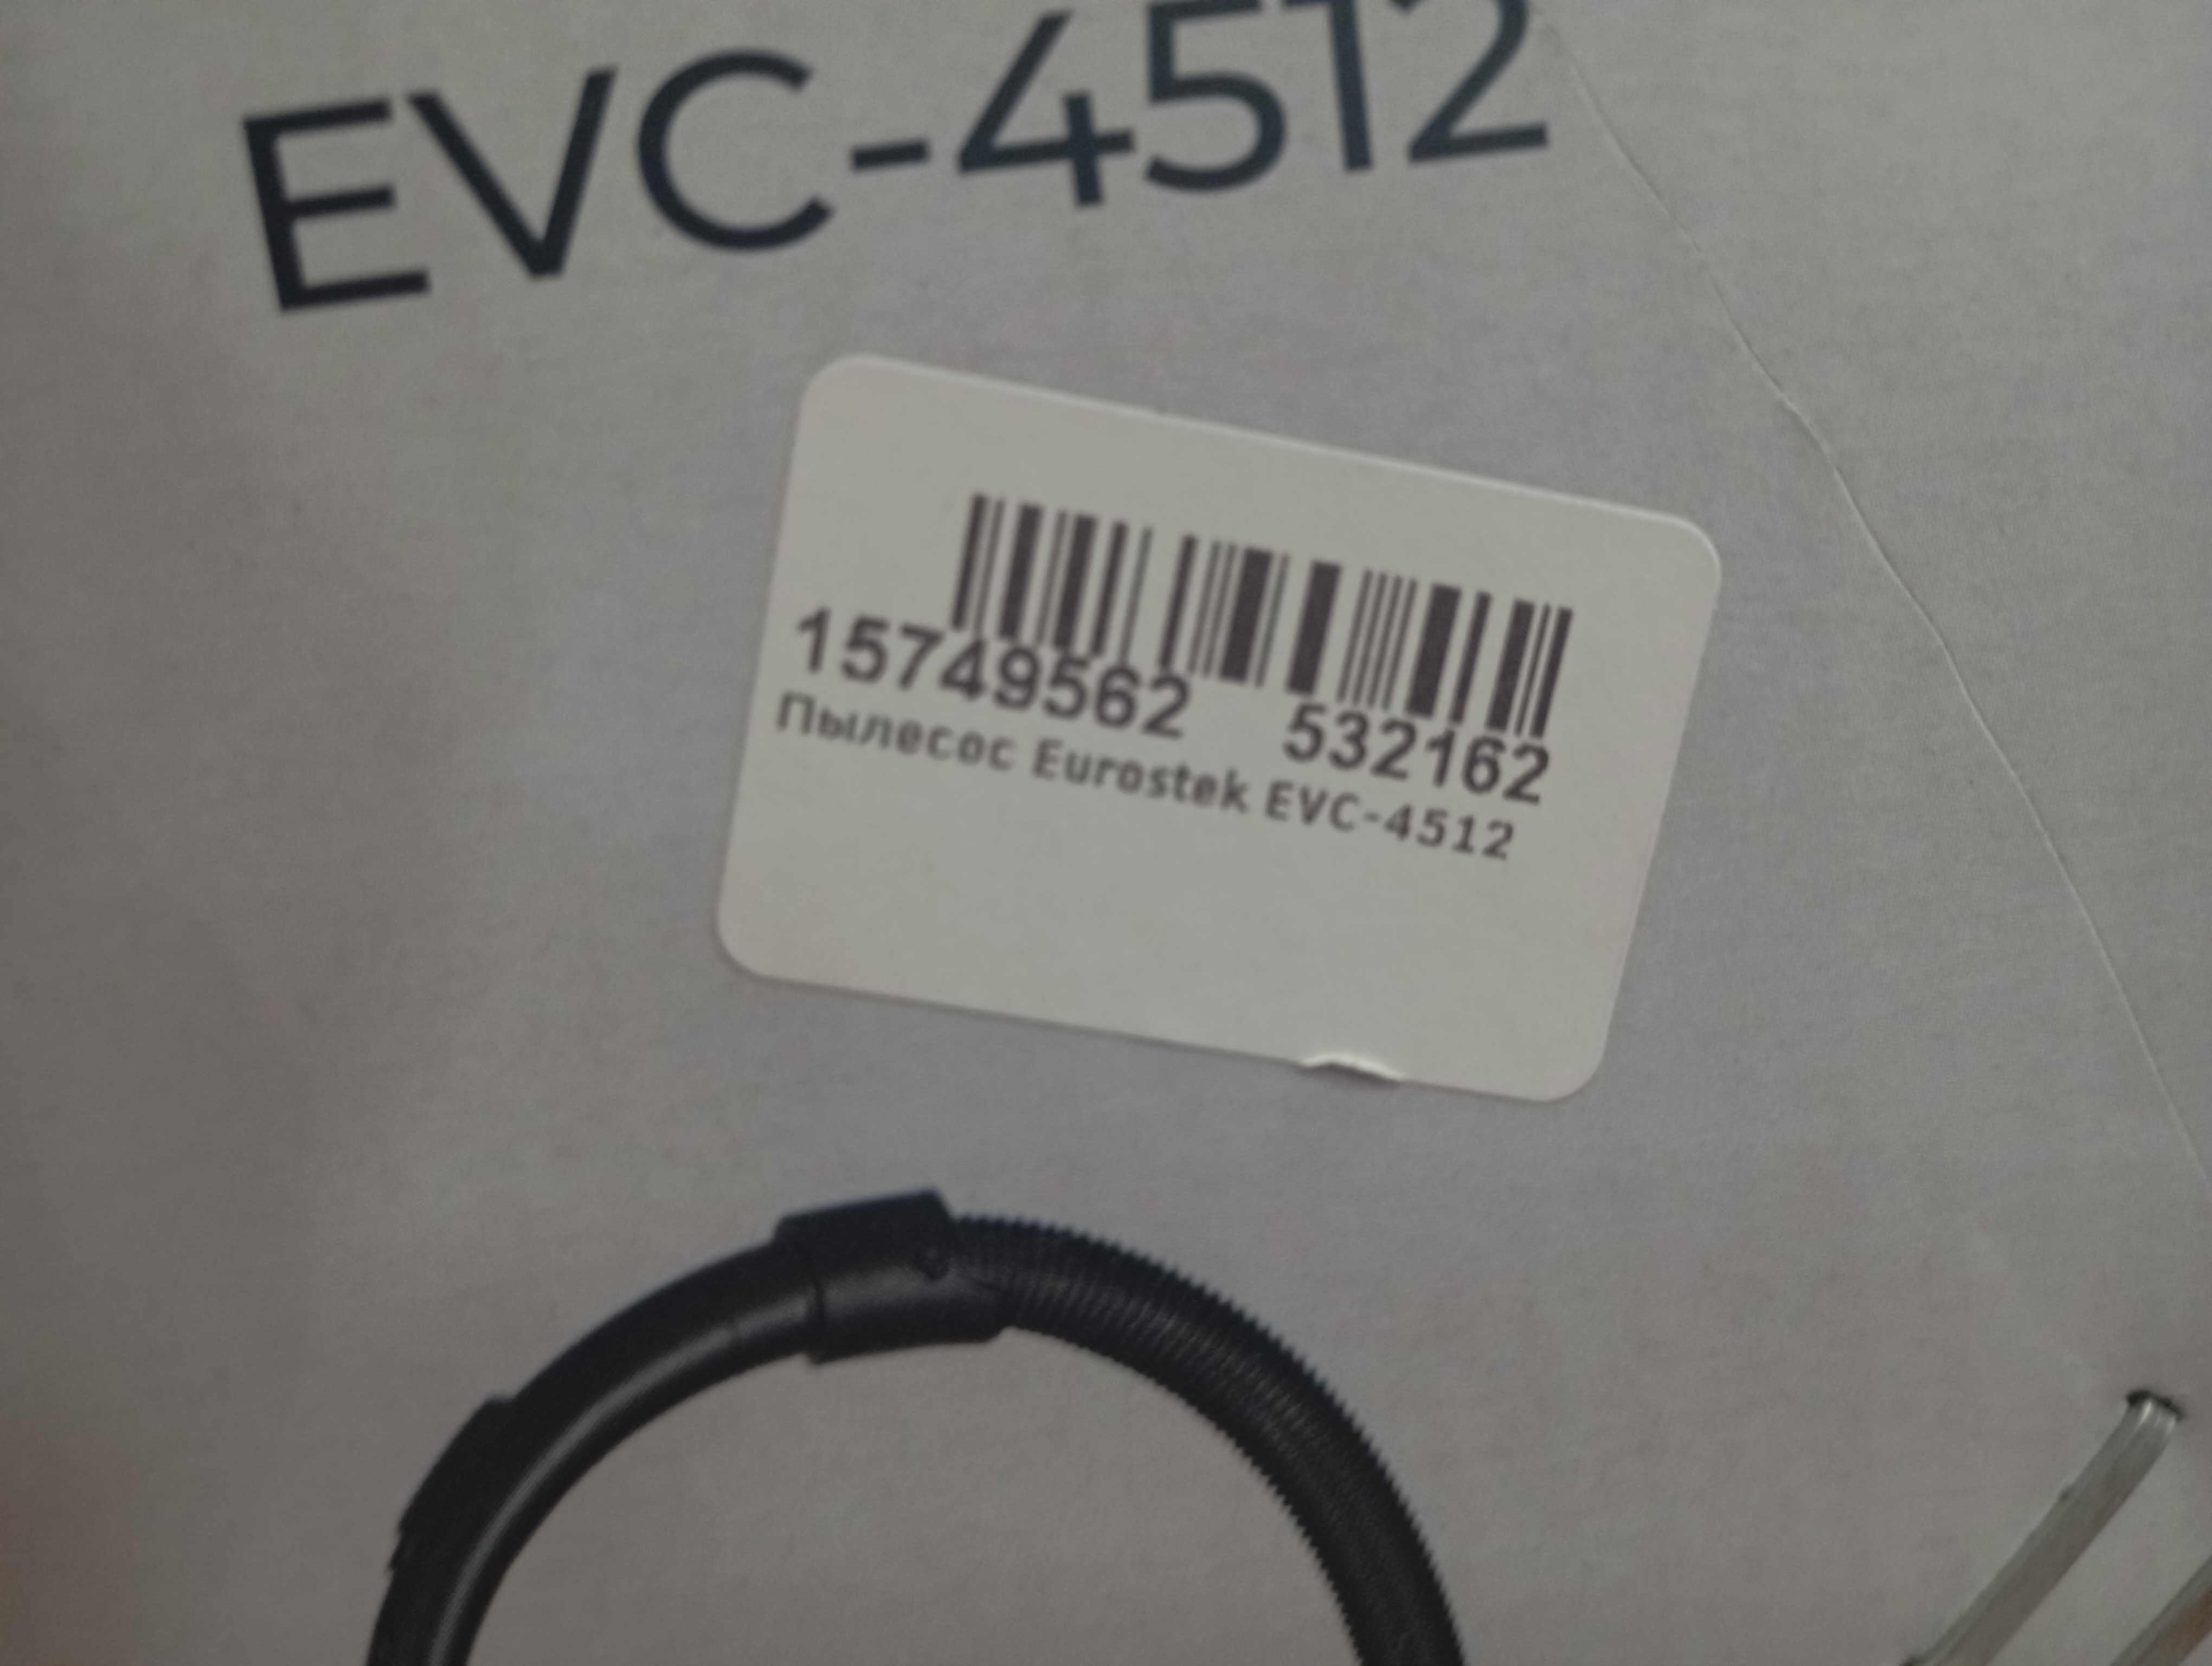 EVC-4512
15749562 532162
Пылесос Eurostek EVC-4512